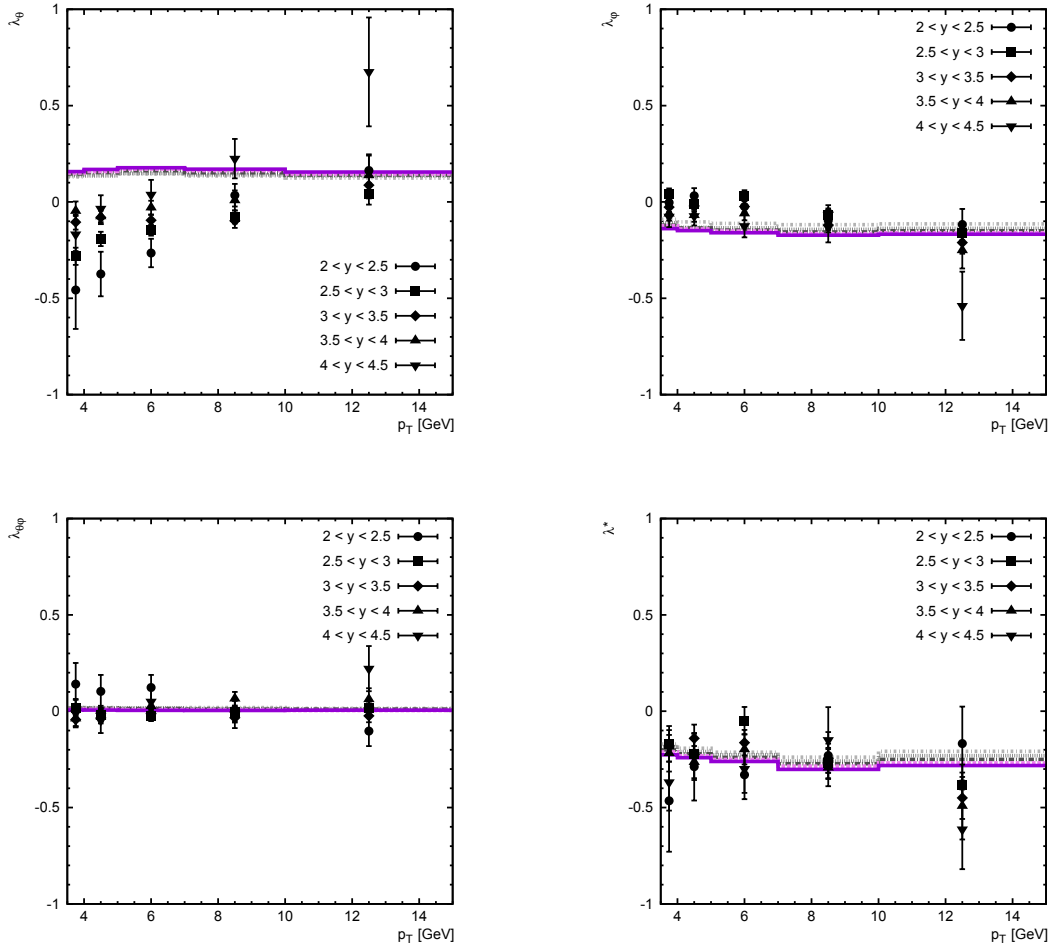 λθ
1
0.5
0
-0.5
-1
2 < y < 2.5
2.5 < y < 3
3 < y < 3.5
3.5 < y < 4
4 < y < 4.5
4 6 8 10 12 14
pT [GeV]
λφ
1
0.5
0
-0.5
-1
2 < y < 2.5
2.5 < y < 3
3 < y < 3.5
3.5 < y < 4
4 < y < 4.5
4 6 8 10 12 14
pT [GeV]
λθφ
1
0.5
0
-0.5
-1
2 < y < 2.5
2.5 < y < 3
3 < y < 3.5
3.5 < y < 4
4 < y < 4.5
4 6 8 10 12 14
pT [GeV]
λ*
1
0.5
0
-0.5
-1
2 < y < 2.5
2.5 < y < 3
3 < y < 3.5
3.5 < y < 4
4 < y < 4.5
4 6 8 10 12 14
pT [GeV]